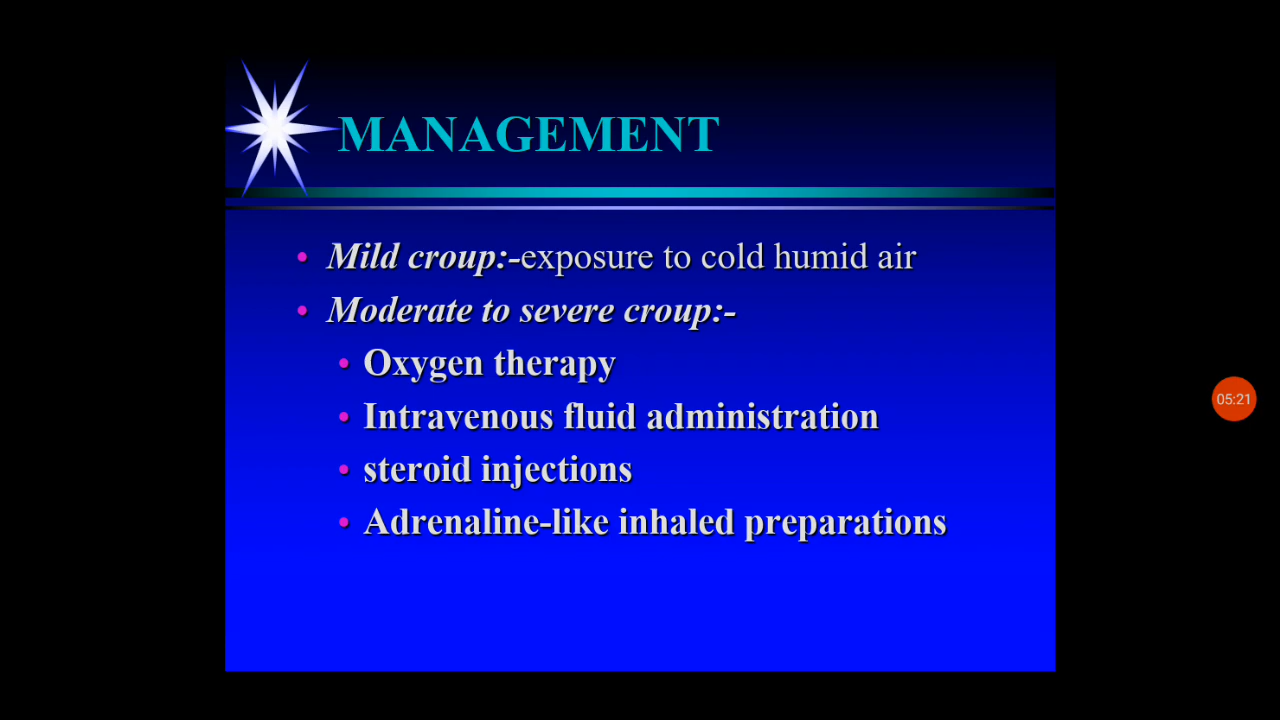 MANAGEMENT
• Mild croup:-exposure to cold humid air
• Moderate to severe croup:-
• Oxygen therapy
• Intravenous fluid administration
• steroid injections
• Adrenaline-like inhaled preparations
05:21